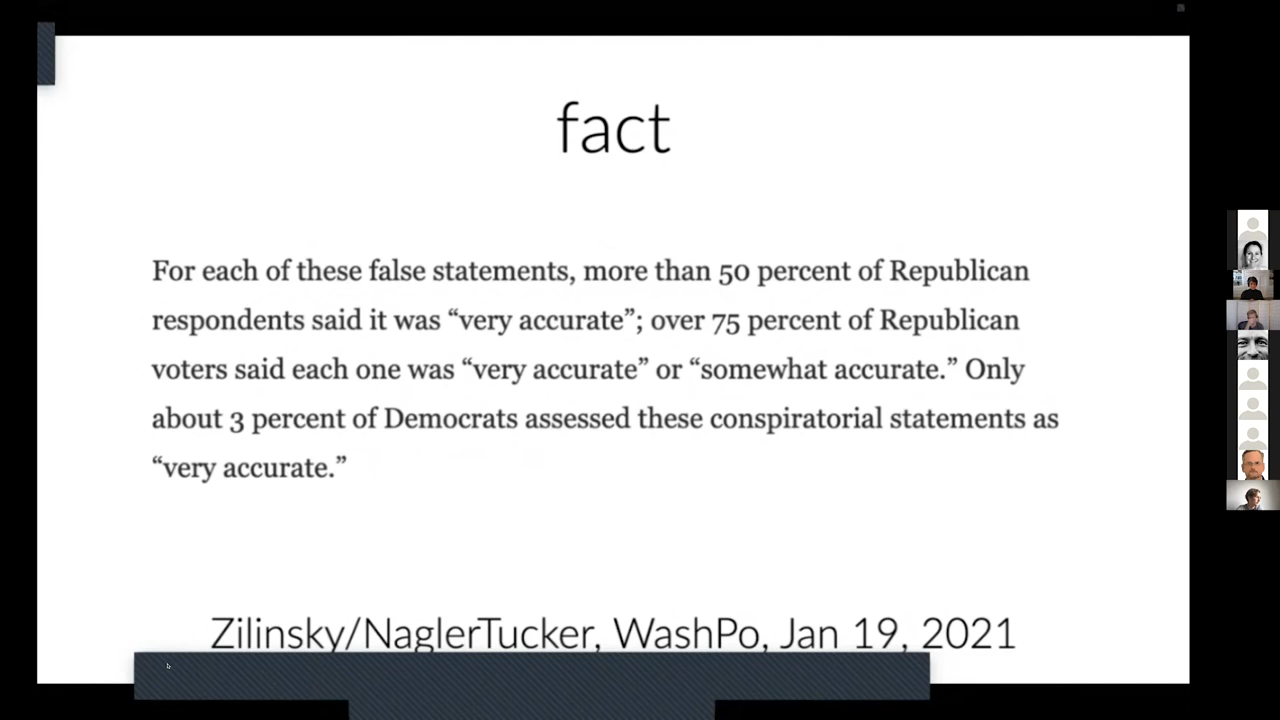 fact
For each of these false statements, more than 50 percent of Republican
respondents said it was “very accurate”; over 75 percent of Republican
voters said each one was “very accurate” or “somewhat accurate.” Only
about 3 percent of Democrats assessed these conspiratorial statements as
“very accurate.”
Zilinsky/NaglerTucker, WashPo, Jan 19, 2021